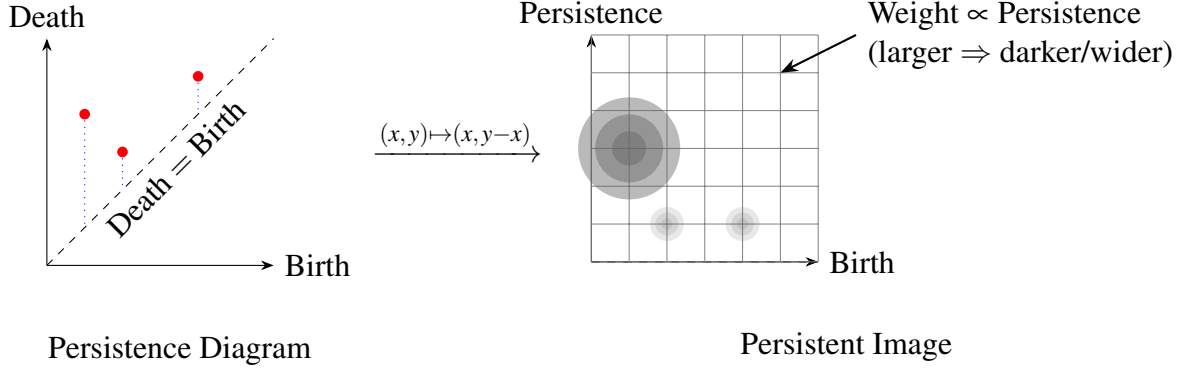 Death
Death = Birth
Birth
Persistence Diagram
(x, y)↦(x, y−x)
Persistence
Weight ∝ Persistence
(larger ⇒ darker/wider)
Birth
Persistent Image